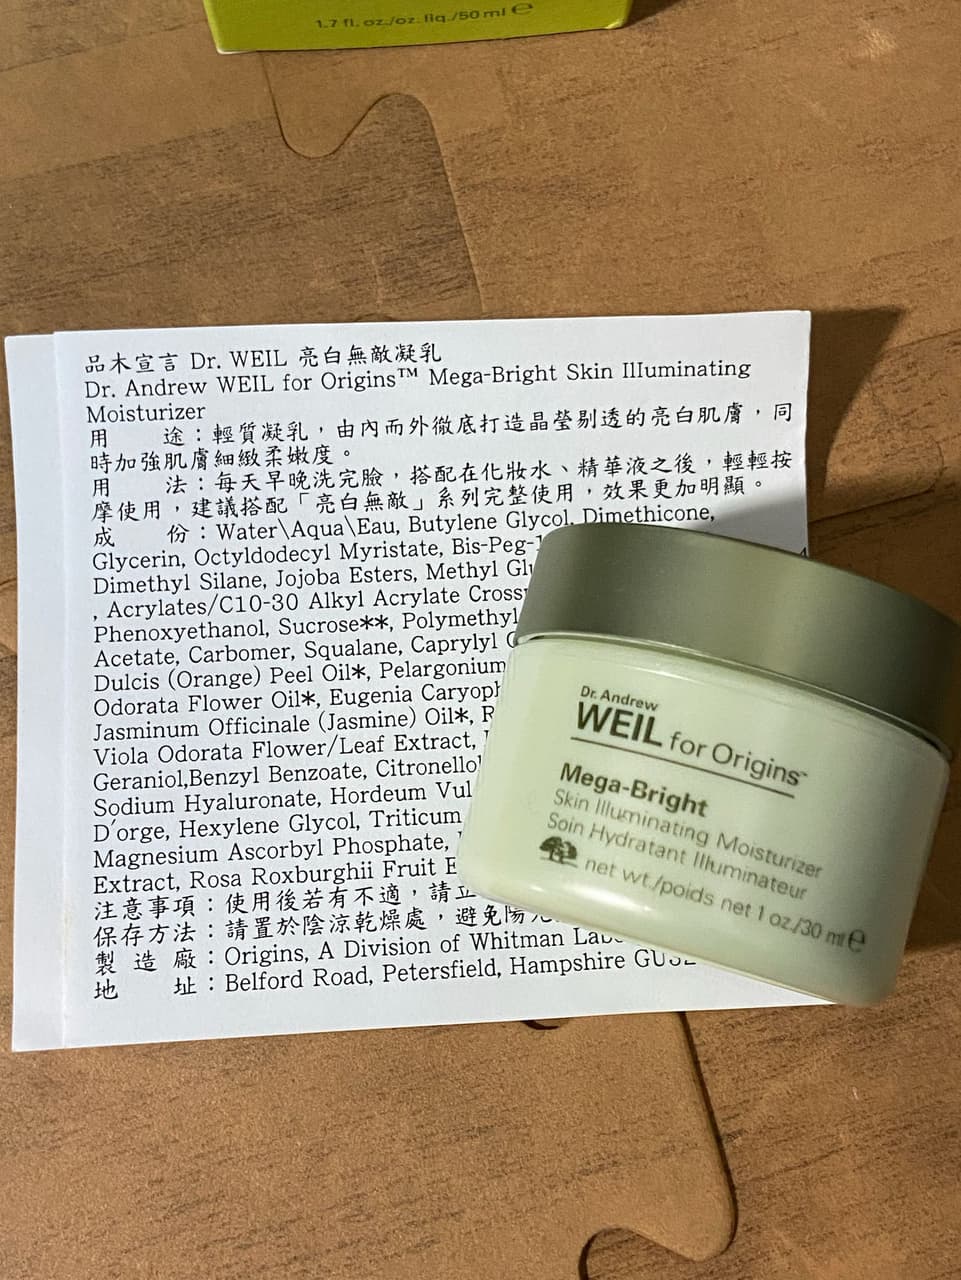 1.7 fl. oz./oz. liq./50 ml ℮
品木宣言 Dr. WEIL 亮白無敵凝乳
Dr. Andrew WEIL for Origins™ Mega-Bright Skin Illuminating
Moisturizer
用　　途：輕質凝乳，由內而外徹底打造晶瑩剔透的亮白肌膚，同
時加強肌膚細緻柔嫩度。
用　　法：每天早晚洗完臉，搭配在化妝水、精華液之後，輕輕按
摩使用，建議搭配「亮白無敵」系列完整使用，效果更加明顯。
成　　份：Water\Aqua\Eau, Butylene Glycol, Dimethicone,
Glycerin, Octyldodecyl Myristate, Bis-Peg-
Dimethyl Silane, Jojoba Esters, Methyl
, Acrylates/C10-30 Alkyl Acrylate
Phenoxyethanol, Sucrose**,
Acetate, Carbomer, Squalane, Caprylyl
Dulcis (Orange) Peel Oil*, Pelargonium
Odorata Flower Oil*, Eugenia
Jasminum Officinale (Jasmine) Oil*,
Viola Odorata Flower/Leaf Extract,
Geraniol,Benzyl Benzoate,
Sodium Hyaluronate, Hordeum
D'orge, Hexylene Glycol, Triticum
Magnesium Ascorbyl Phosphate,
Extract, Rosa Roxburghii Fruit
注意事項：使用後若有不適，請立
保存方法：請置於陰涼乾燥處，避免陽
製 造 廠：Origins, A Division of Whitman
地　　址：Belford Road, Petersfield, Hampshire
Dr. Andrew
WEIL for Origins™
Mega-Bright
Skin Illuminating Moisturizer
Soin Hydratant Illuminateur
net wt./poids net 1 oz./30 ml ℮